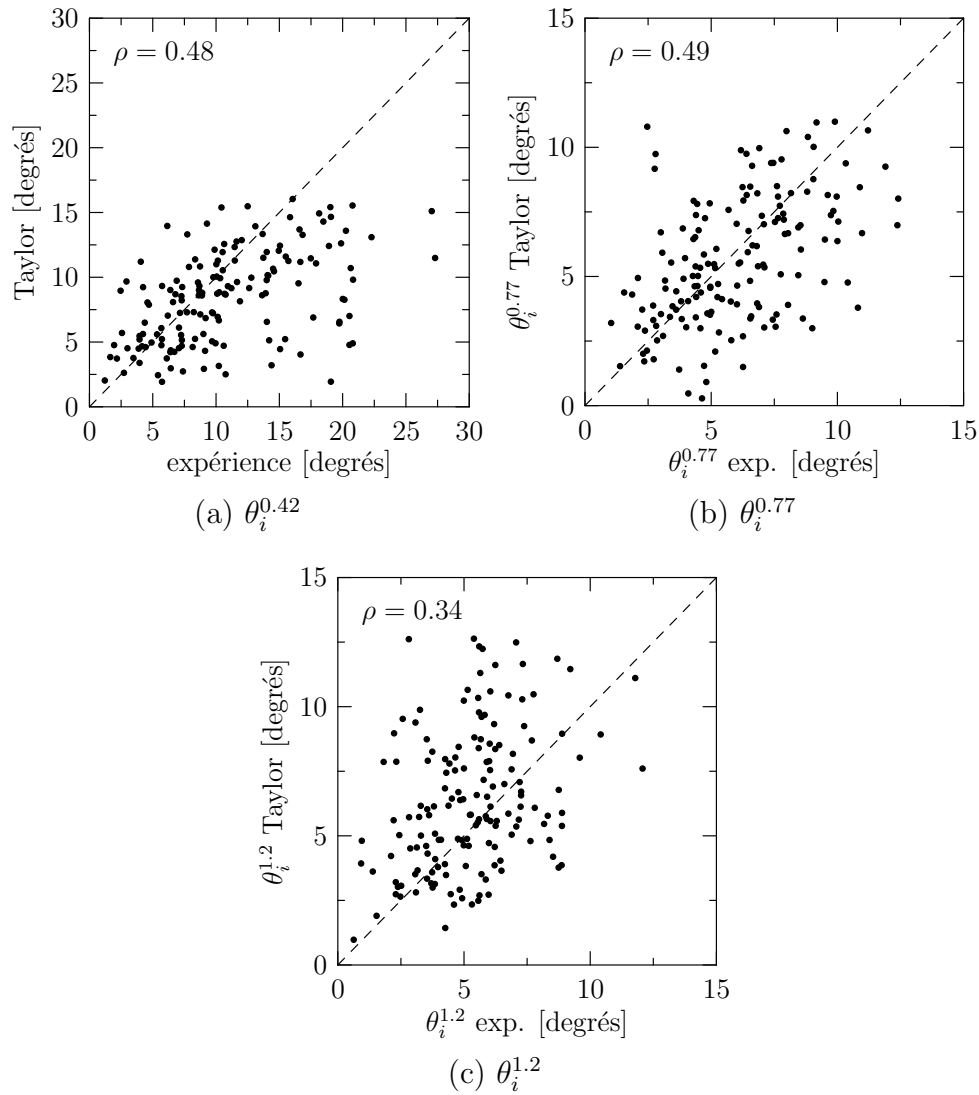 ρ = 0.48
30
25
20
15
10
5
0
Taylor [degrés]
0 5 10 15 20 25 30
expérience [degrés]
(a) θ_i^{0.42}
ρ = 0.49
15
10
5
0
θ_i^{0.77} Taylor [degrés]
0 5 10 15
θ_i^{0.77} exp. [degrés]
(b) θ_i^{0.77}
ρ = 0.34
15
10
5
0
θ_i^{1.2} Taylor [degrés]
0 5 10 15
θ_i^{1.2} exp. [degrés]
(c) θ_i^{1.2}